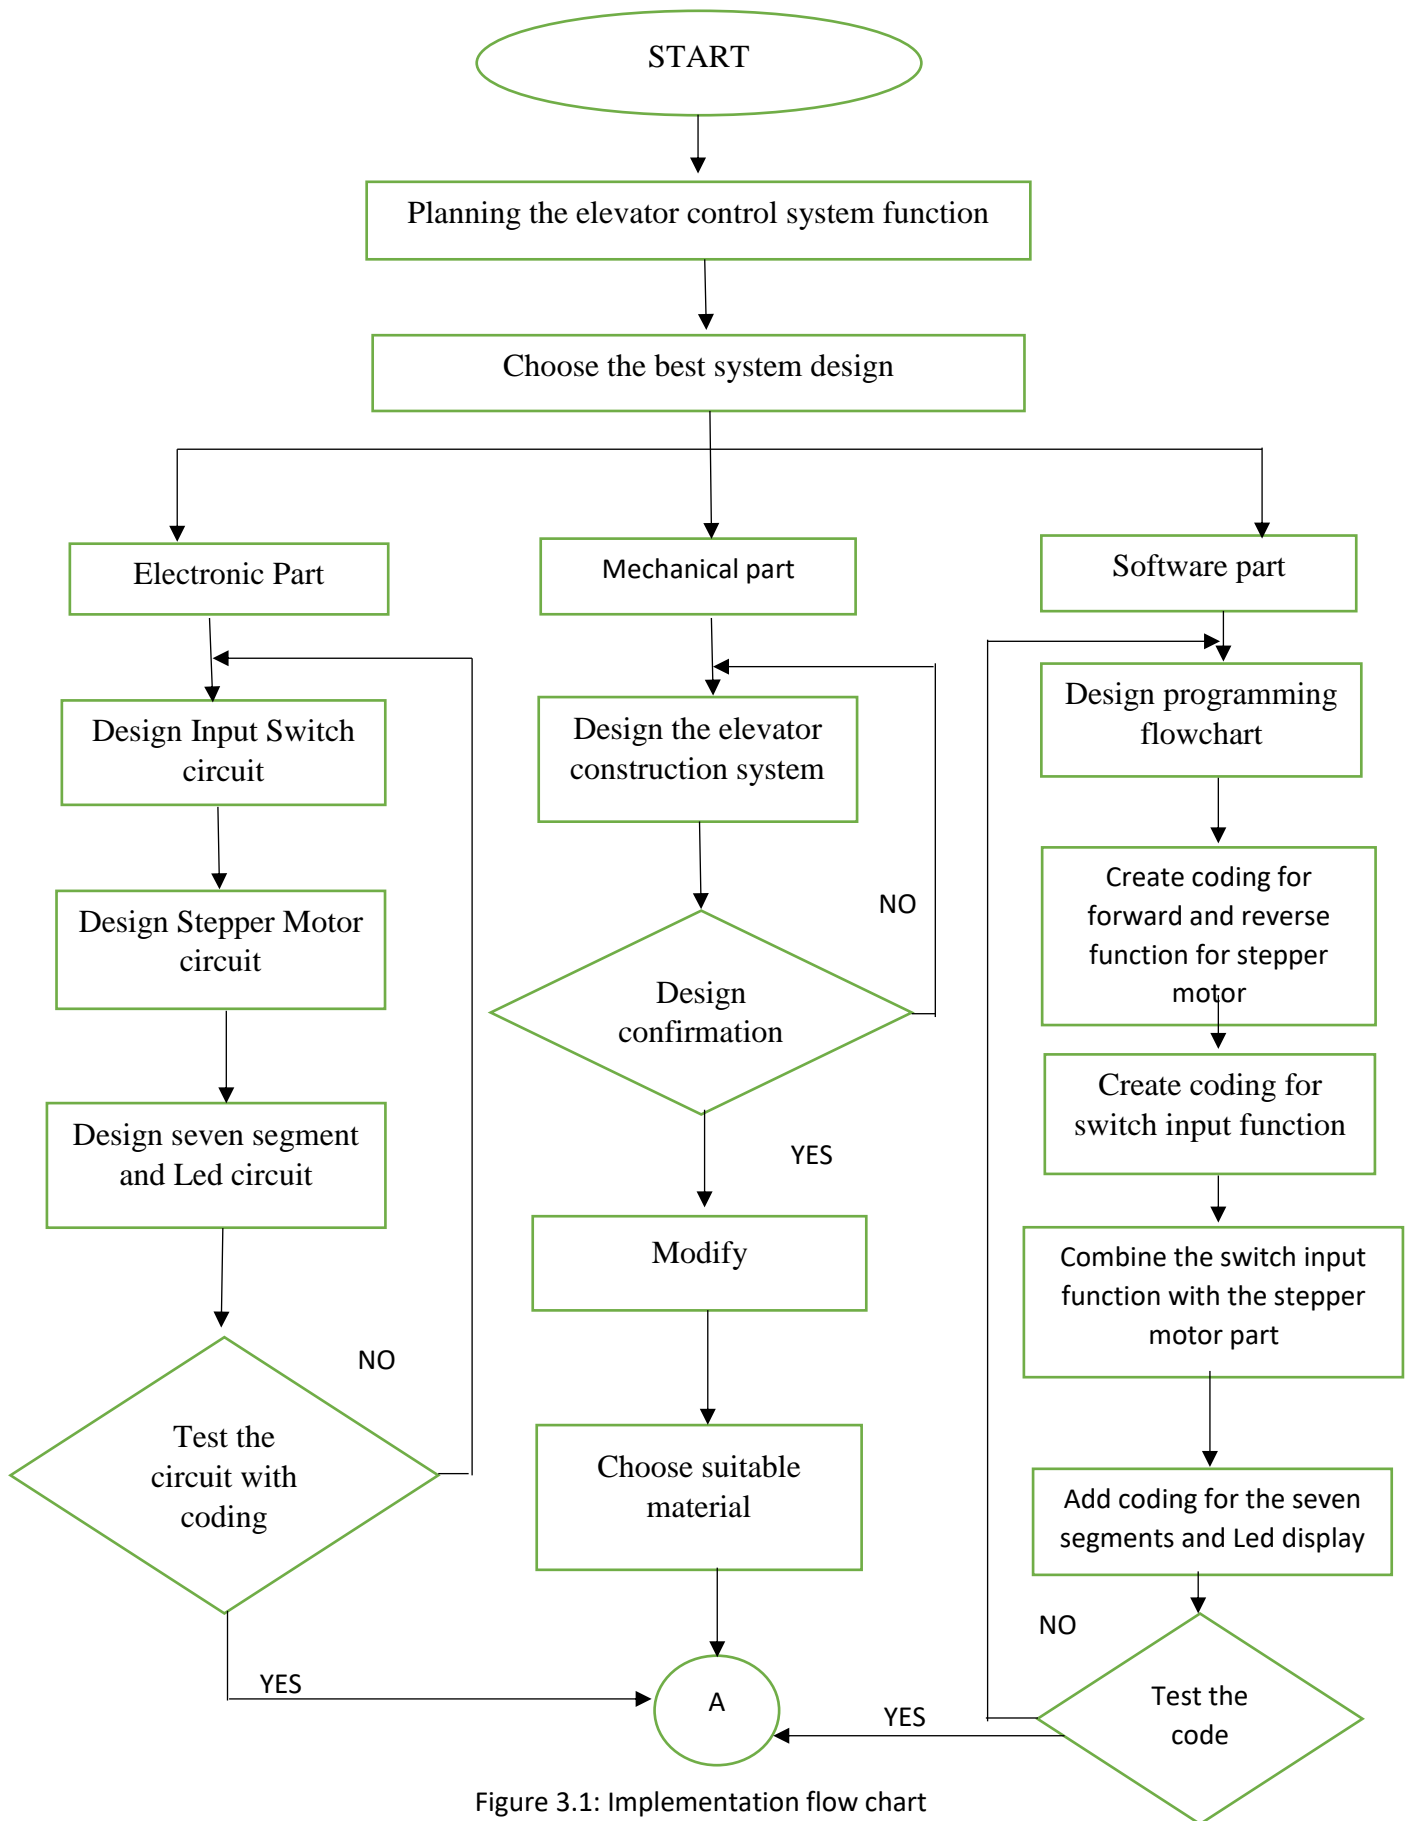 START
Planning the elevator control system function
Choose the best system design
Electronic Part
Design Input Switch
circuit
Design Stepper Motor
circuit
Design seven segment
and Led circuit
NO
Test the
circuit with
coding
YES
Mechanical part
Design the elevator
construction system
NO
Design
confirmation
YES
Modify
Choose suitable
material
A
Software part
Design programming
flowchart
Create coding for
forward and reverse
function for stepper
motor
Create coding for
switch input function
Combine the switch input
function with the stepper
motor part
Add coding for the seven
segments and Led display
NO
Test the
code
YES
Figure 3.1: Implementation flow chart